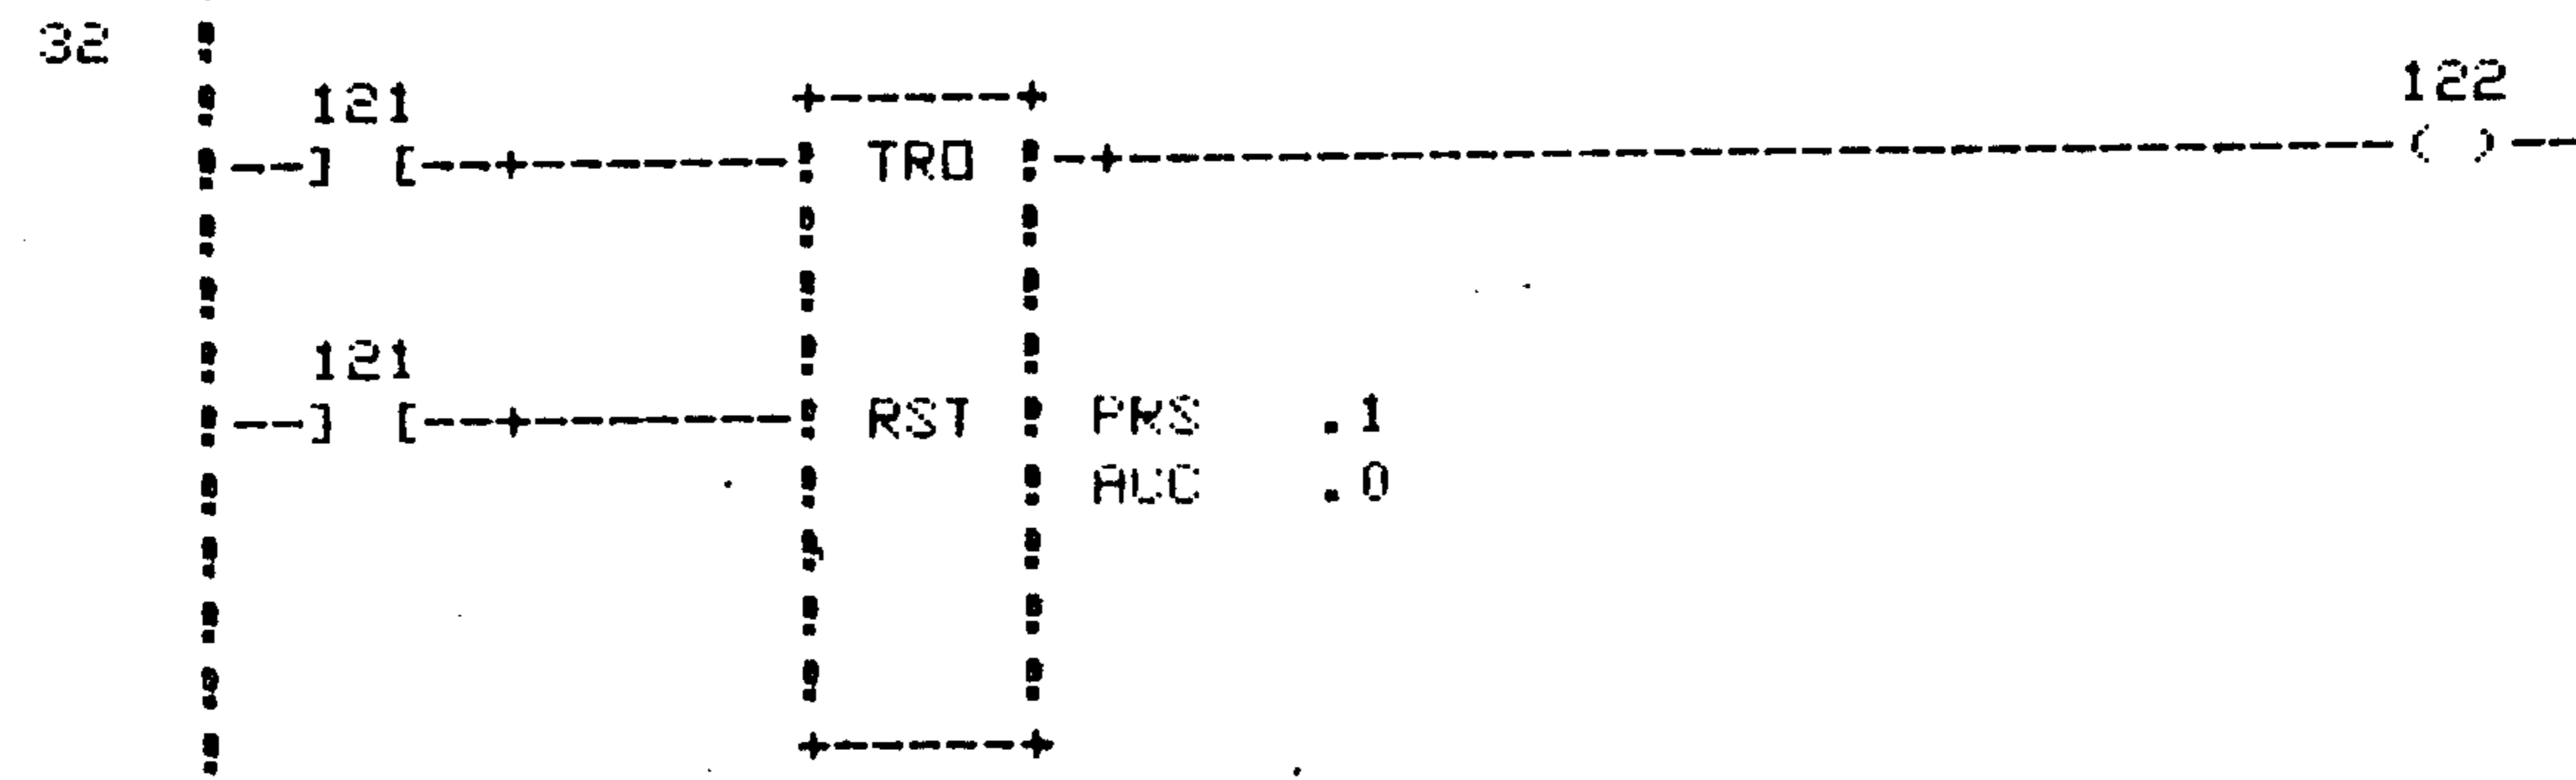 32
121 122
--] [--+-------- TRO -+--------------------------------( )--
121
--] [--+-------- RST PRS .1
ACC .0